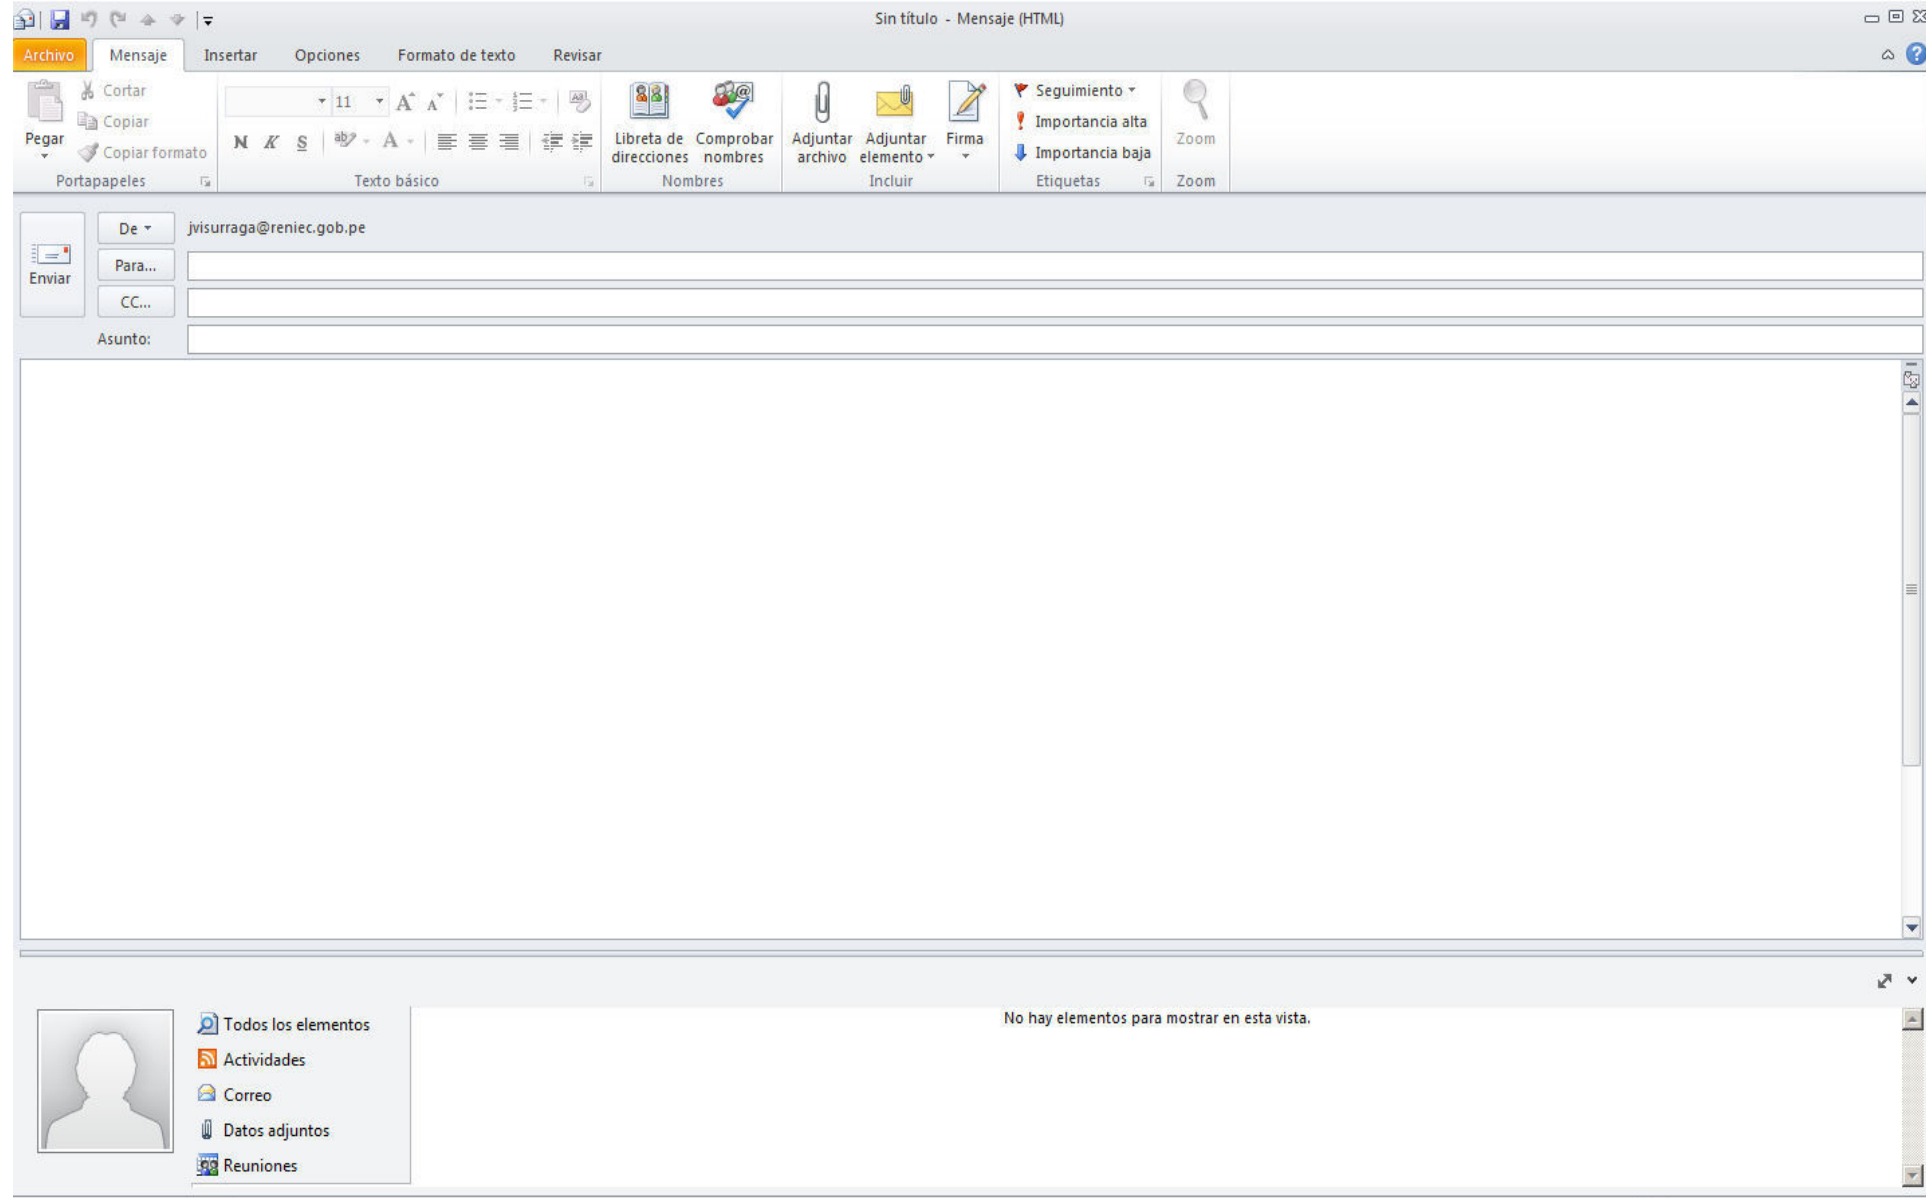 Sin título - Mensaje (HTML)
Archivo Mensaje Insertar Opciones Formato de texto Revisar
Pegar
Cortar
Copiar
Copiar formato
Portapapeles
11
N K S
Texto básico
Libreta de direcciones
Comprobar nombres
Nombres
Adjuntar archivo
Adjuntar elemento
Firma
Incluir
Seguimiento
Importancia alta
Importancia baja
Etiquetas
Zoom
Zoom
Enviar
De jvisurraga@reniec.gob.pe
Para...
CC...
Asunto:
Todos los elementos
Actividades
Correo
Datos adjuntos
Reuniones
No hay elementos para mostrar en esta vista.